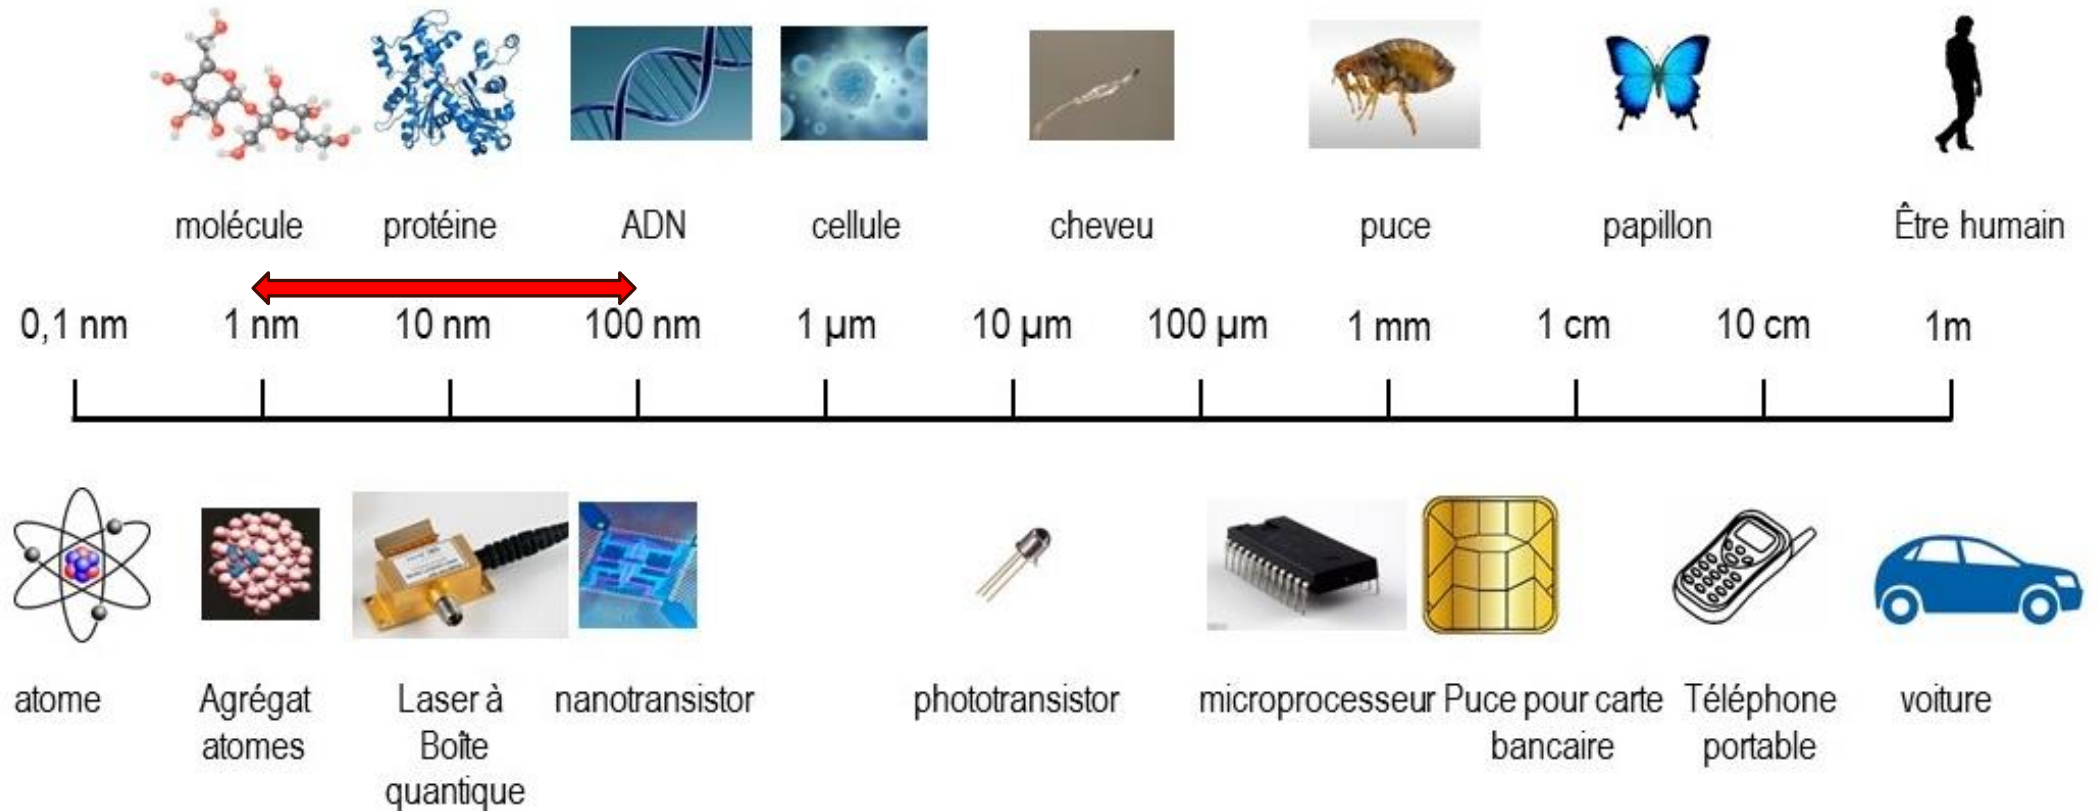 molécule protéine ADN cellule cheveu puce papillon Être humain
0,1 nm 1 nm 10 nm 100 nm 1 µm 10 µm 100 µm 1 mm 1 cm 10 cm 1m
atome Agrégat Laser à nanotransistor phototransistor microprocesseur Puce pour carte Téléphone voiture
atomes Boîte bancaire portable
quantique